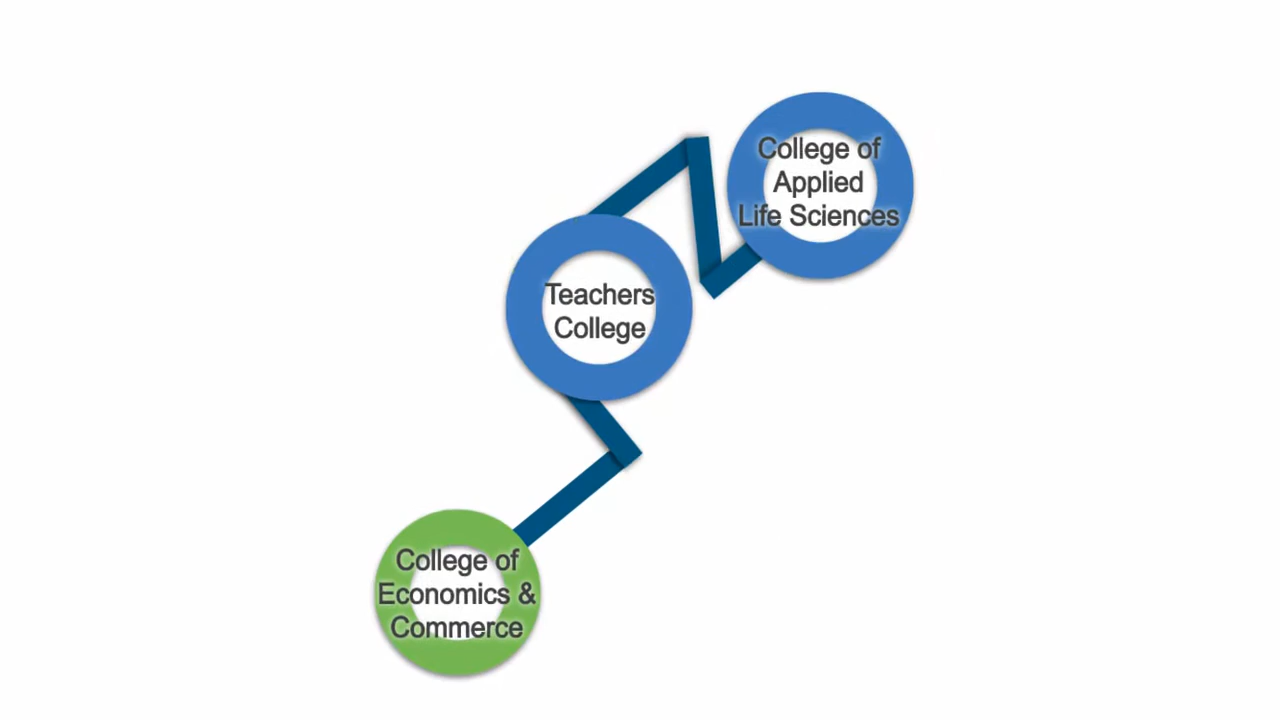 College of
Applied
Life Sciences
Teachers
College
College of
Economics &
Commerce